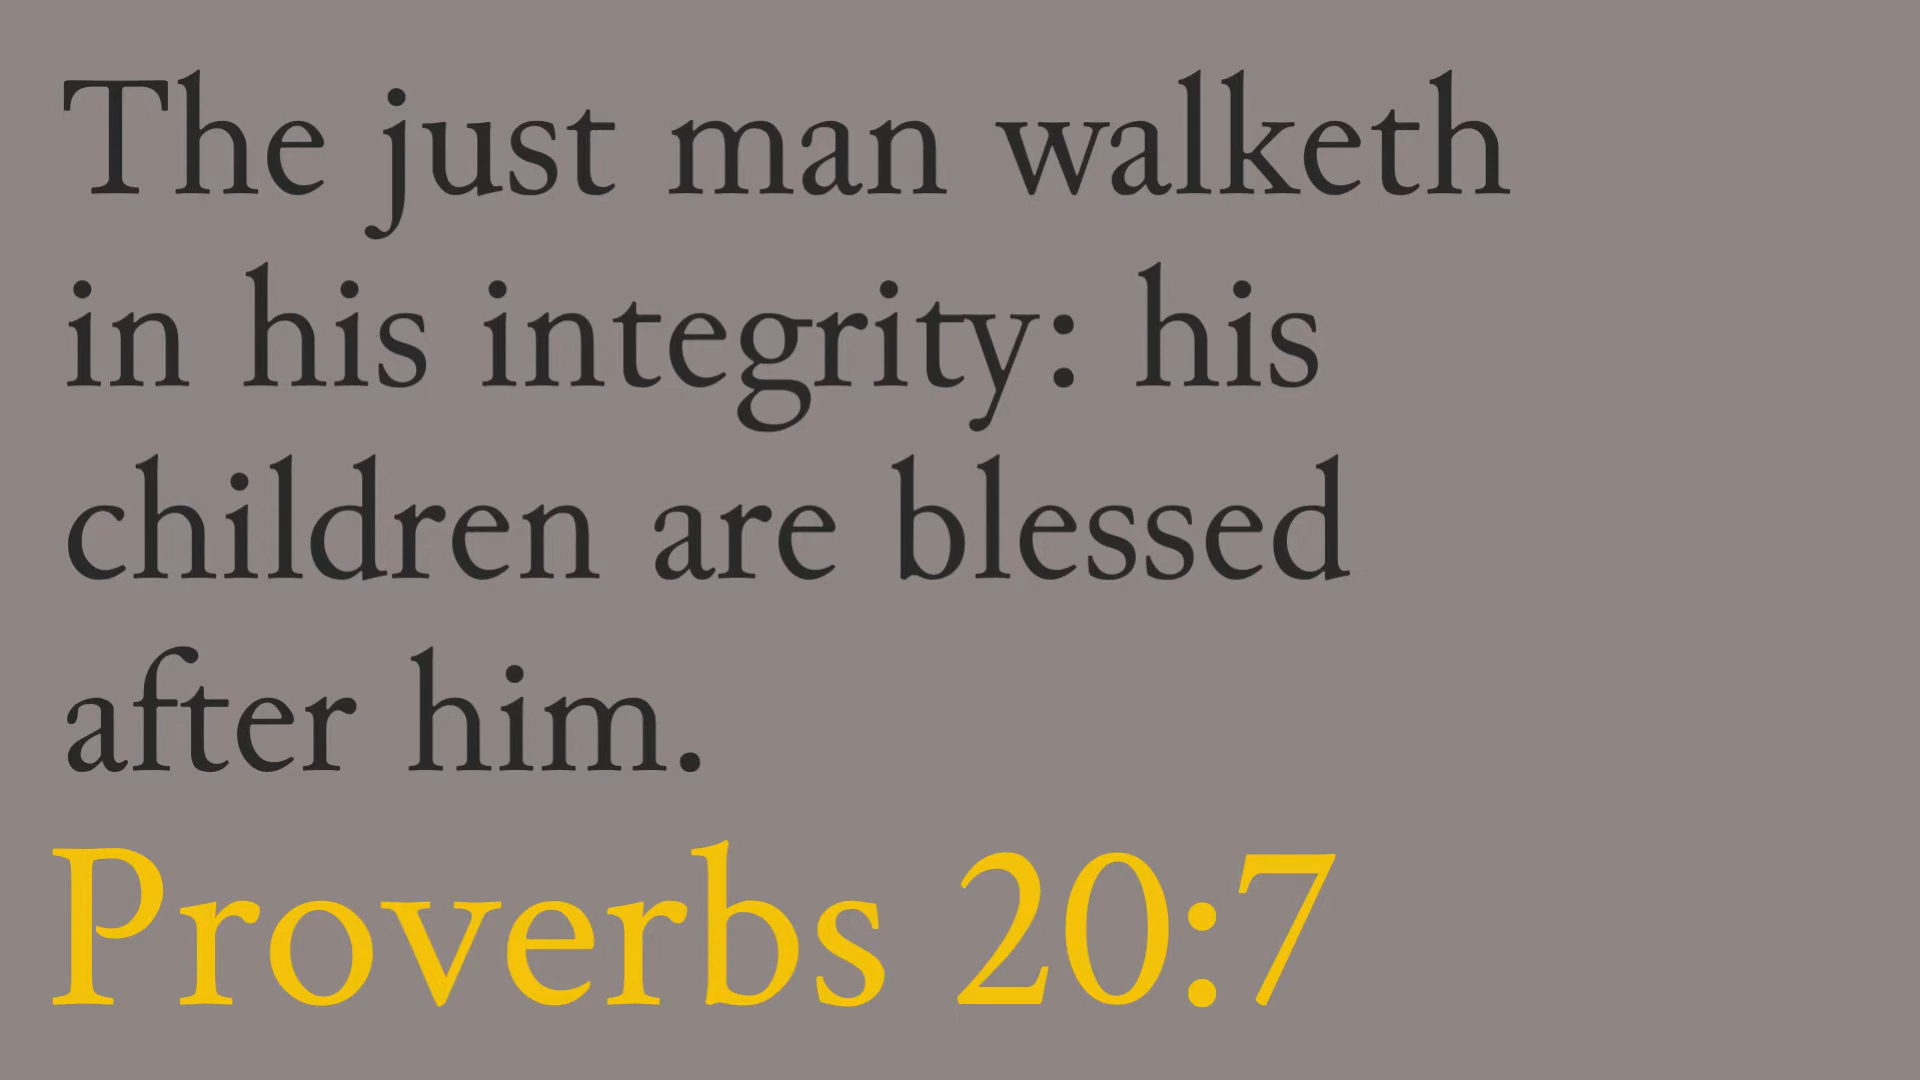 The just man walketh
in his integrity: his
children are blessed
after him.
Proverbs 20:7